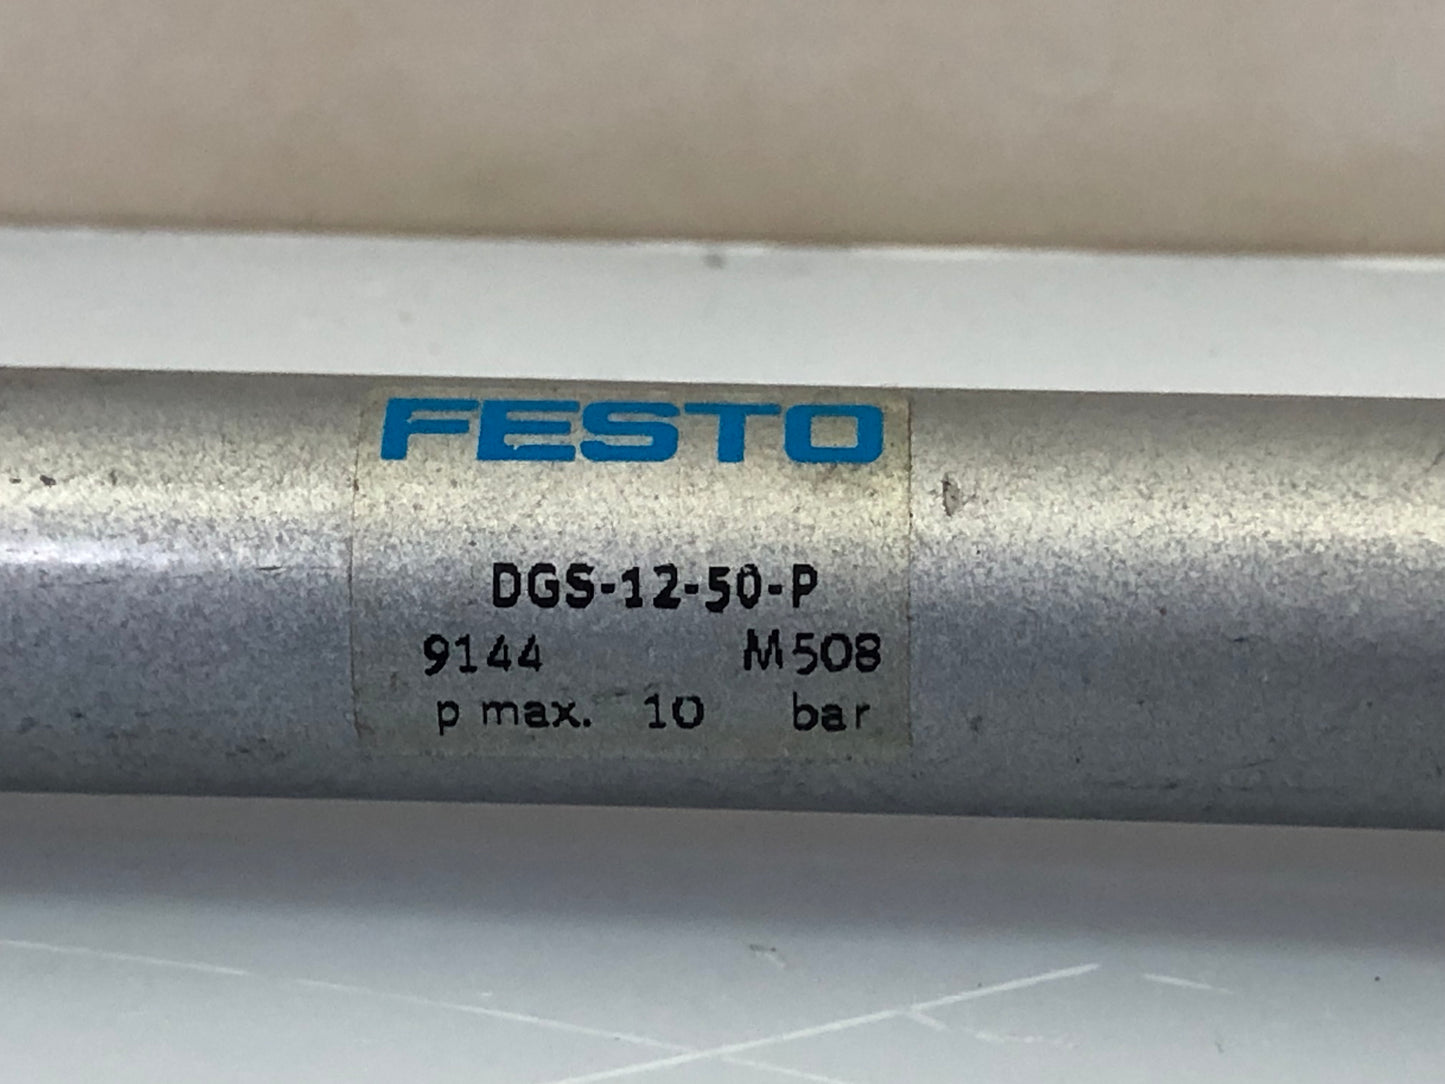 FESTO
DGS-12-50-P
9144 M508
p max. 10 bar